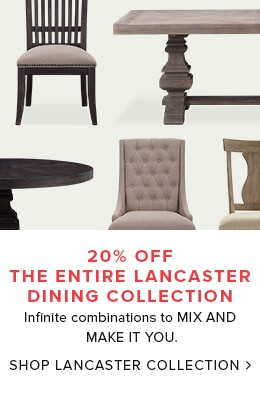 20% OFF
THE ENTIRE LANCASTER
DINING COLLECTION
Infinite combinations to MIX AND
MAKE IT YOU.
SHOP LANCASTER COLLECTION >